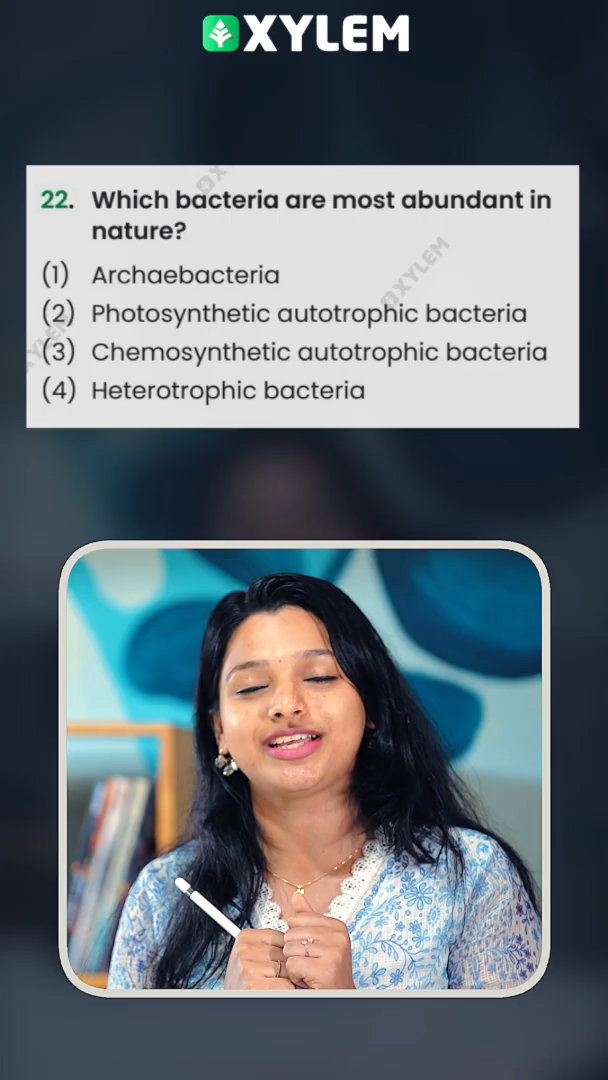 XYLEM
22. Which bacteria are most abundant in
nature?
(1) Archaebacteria
(2) Photosynthetic autotrophic bacteria
(3) Chemosynthetic autotrophic bacteria
(4) Heterotrophic bacteria
XYLEM